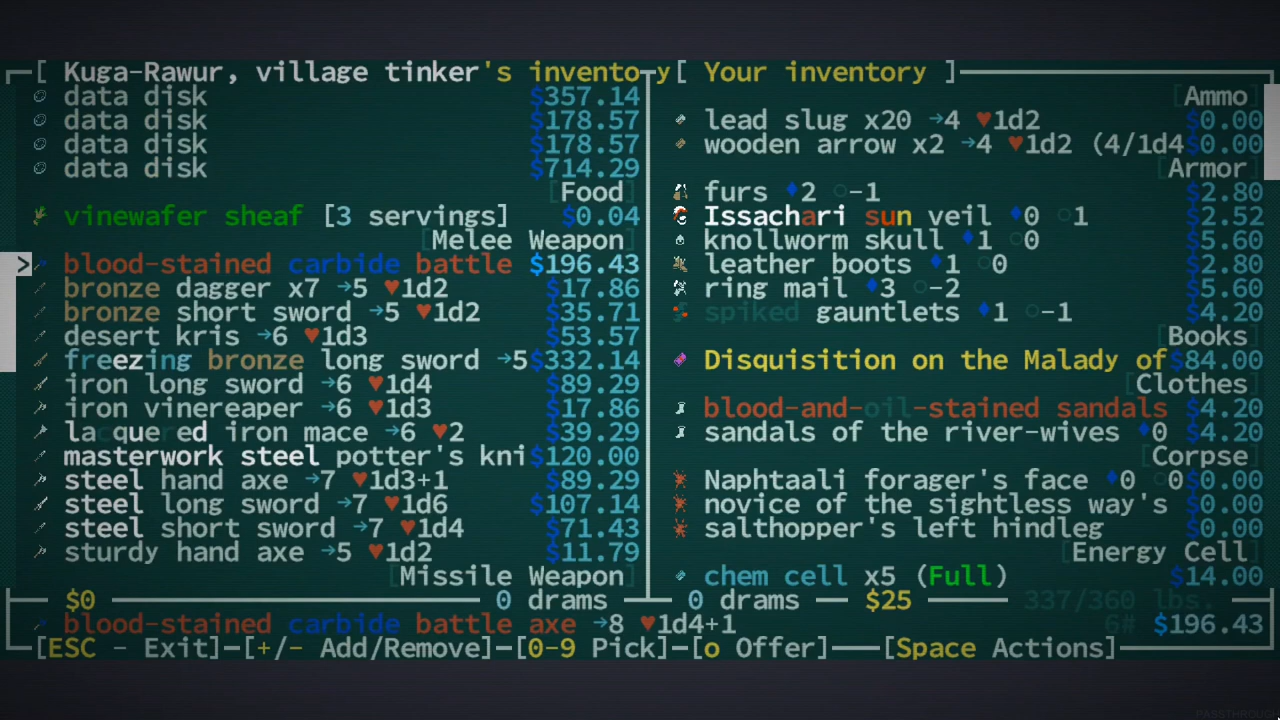 [ Kuga-Rawur, village tinker's inventory
data disk $357.14
data disk $178.57
data disk $178.57
data disk $714.29
[Food]
vinewafer sheaf [3 servings] $0.04
[Melee Weapon]
> blood-stained carbide battle $196.43
bronze dagger x7 →5 ♥1d2 $17.86
bronze short sword →5 ♥1d2 $35.71
desert kris →6 ♥1d3 $53.57
freezing bronze long sword →5 $332.14
iron long sword →6 ♥1d4 $89.29
iron vinereaper →6 ♥1d3 $17.86
lacquered iron mace →6 ♥2 $39.29
masterwork steel potter's kni $120.00
steel hand axe →7 ♥1d3+1 $89.29
steel long sword →7 ♥1d6 $107.14
steel short sword →7 ♥1d4 $71.43
sturdy hand axe →5 ♥1d2 $11.79
[Missile Weapon]
[ Your inventory ]
[Ammo]
lead slug x20 →4 ♥1d2 $0.00
wooden arrow x2 →4 ♥1d2 (4/1d4 $0.00
[Armor]
furs ♦2 ○-1 $2.80
Issachari sun veil ♦0 ○1 $2.52
knollworm skull ♦1 ○0 $5.60
leather boots ♦1 ○0 $2.80
ring mail ♦3 ○-2 $5.60
spiked gauntlets ♦1 ○-1 $4.20
[Books]
Disquisition on the Malady of $84.00
[Clothes]
blood-and-oil-stained sandals $4.20
sandals of the river-wives ♦0 $4.20
[Corpse]
Naphtaali forager's face ♦0 ○0 $0.00
novice of the sightless way's $0.00
salthopper's left hindleg $0.00
[Energy Cell]
chem cell x5 (Full) $14.00
$0 0 drams 0 drams $25 337/360 lbs.
blood-stained carbide battle axe →8 ♥1d4+1 6# $196.43
[ESC - Exit] [+/- Add/Remove] [0-9 Pick] [o Offer] [Space Actions]